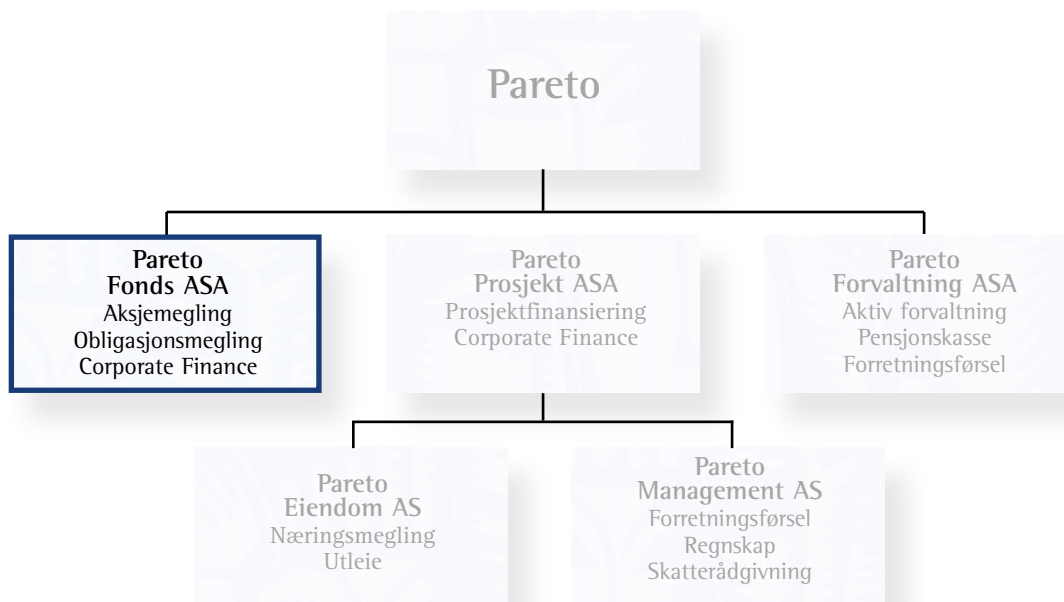 Pareto
Pareto
Fonds ASA
Aksjemegling
Obligasjonsmegling
Corporate Finance
Pareto
Prosjekt ASA
Prosjektfinansiering
Corporate Finance
Pareto
Forvaltning ASA
Aktiv forvaltning
Pensjonskasse
Forretningsførsel
Pareto
Eiendom AS
Næringsmegling
Utleie
Pareto
Management AS
Forretningsførsel
Regnskap
Skatterådgivning